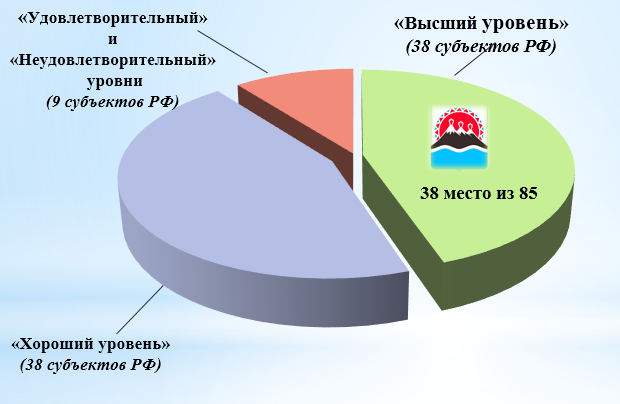 «Удовлетворительный»
и
«Неудовлетворительный»
уровни
(9 субъектов РФ)
«Высший уровень»
(38 субъектов РФ)
38 место из 85
«Хороший уровень»
(38 субъектов РФ)